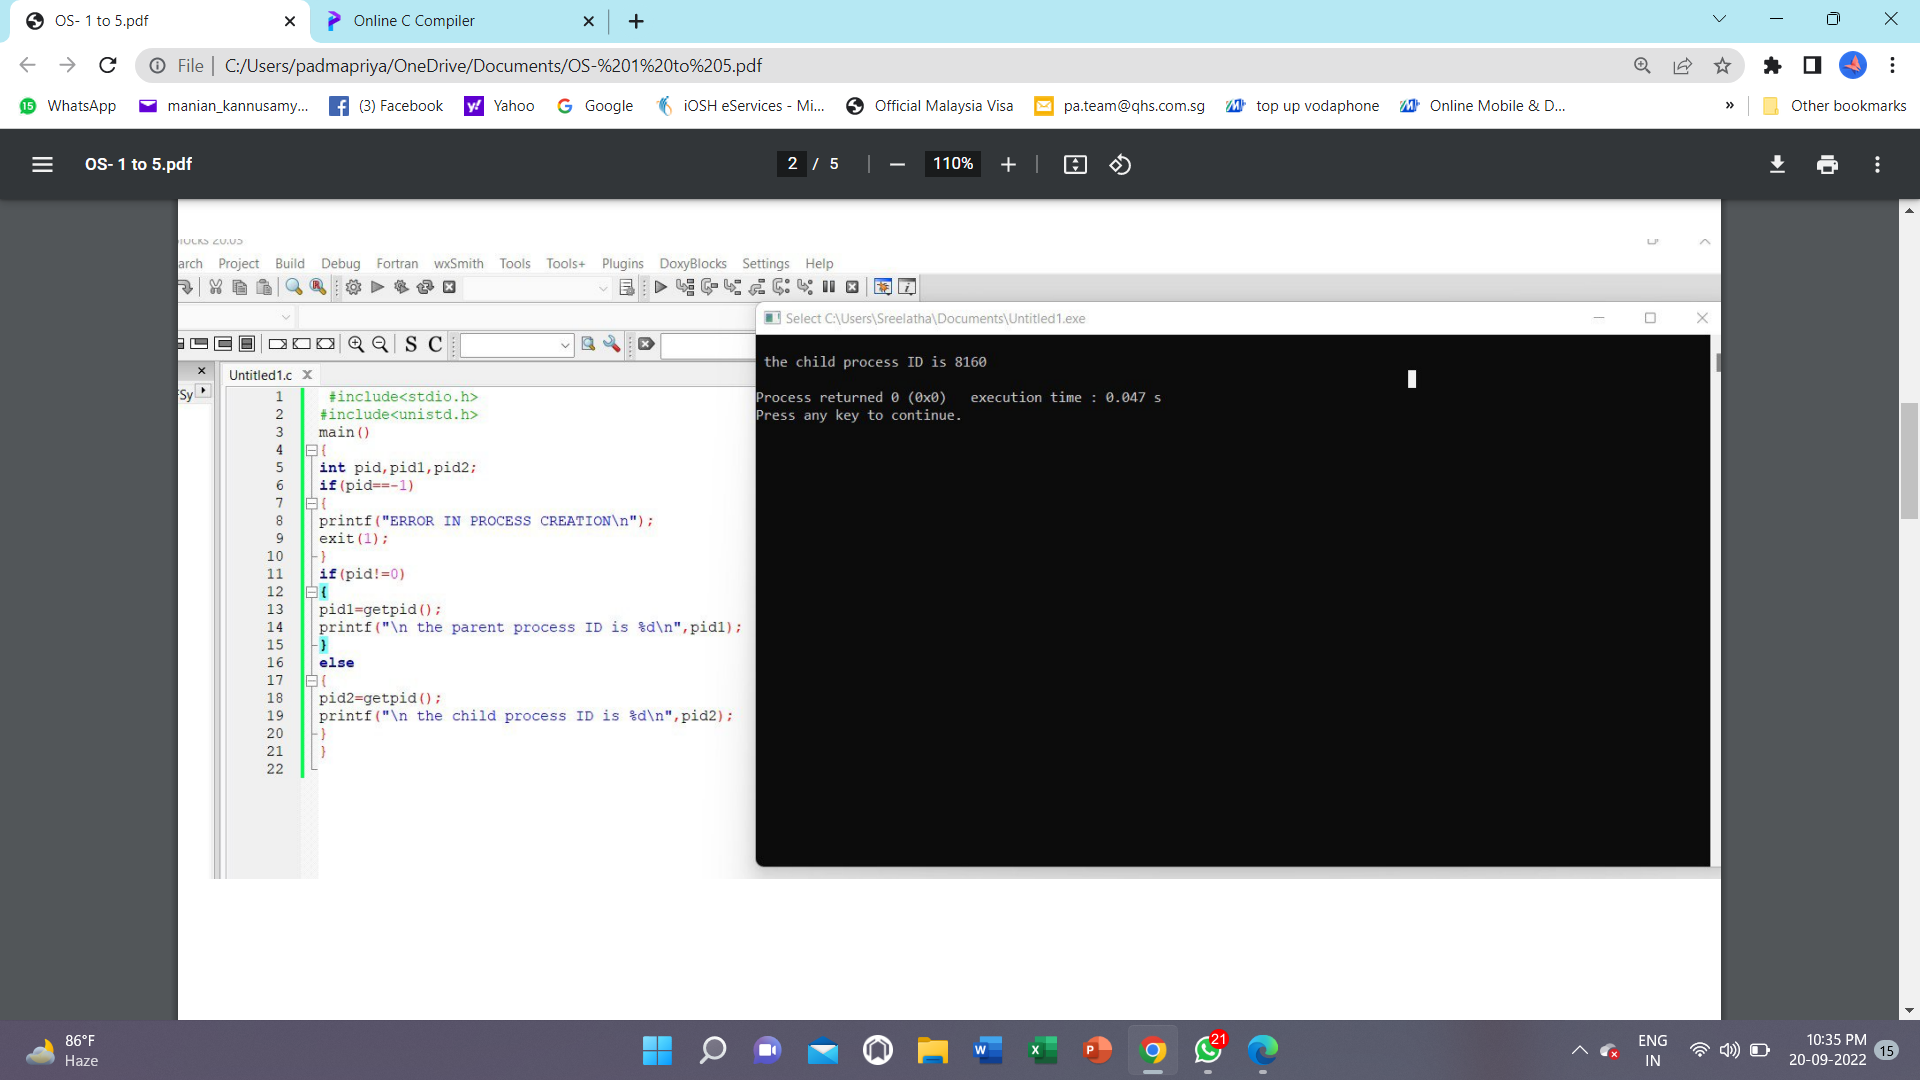 OS- 1 to 5.pdf
Online C Compiler
File
C:/Users/padmapriya/OneDrive/Documents/OS-%201%20to%205.pdf
15 WhatsApp
manian_kannusamy...
(3) Facebook
Yahoo
Google
iOSH eServices - Mi...
Official Malaysia Visa
pa.team@qhs.com.sg
top up vodaphone
Online Mobile & D...
»
Other bookmarks
OS- 1 to 5.pdf
2 / 5
110%
locks 20.03
arch Project Build Debug Fortran wxSmith Tools Tools+ Plugins DoxyBlocks Settings Help
S C
Select C:\Users\Sreelatha\Documents\Untitled1.exe
Sy
Untitled1.c
1 #include<stdio.h>
2 #include<unistd.h>
3 main()
4 {
5 int pid,pid1,pid2;
6 if(pid==-1)
7 {
8 printf("ERROR IN PROCESS CREATION\n");
9 exit(1);
10 }
11 if(pid!=0)
12 {
13 pid1=getpid();
14 printf("\n the parent process ID is %d\n",pid1);
15 }
16 else
17 {
18 pid2=getpid();
19 printf("\n the child process ID is %d\n",pid2);
20 }
21 }
22
the child process ID is 8160
Process returned 0 (0x0)   execution time : 0.047 s
Press any key to continue.
86°F
Haze
21
ENG
IN
10:35 PM
20-09-2022
15